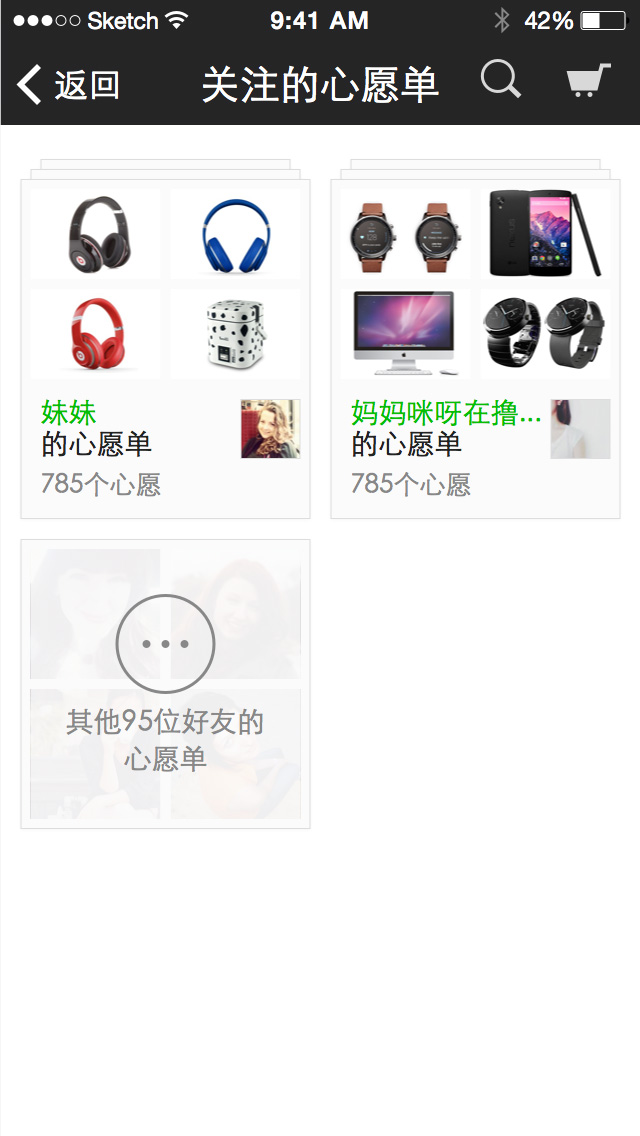 Sketch 9:41 AM 42%
返回 关注的心愿单
妹妹
的心愿单
785个心愿
妈妈咪呀在撸...
的心愿单
785个心愿
其他95位好友的
心愿单